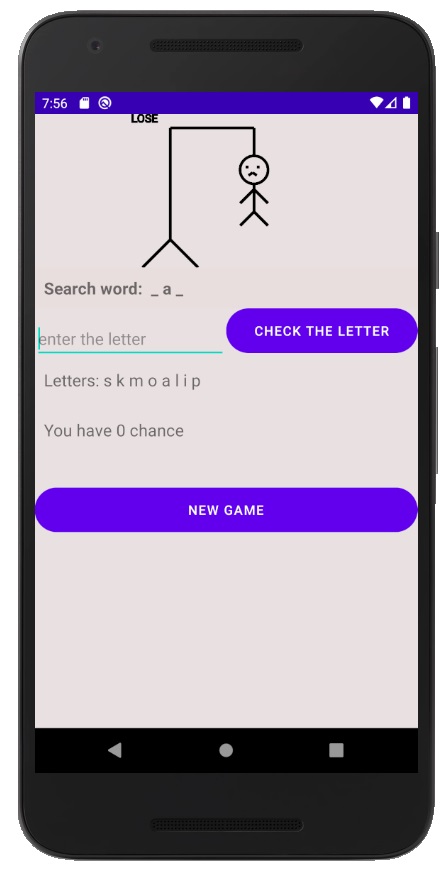 7:56
LOSE
Search word: _ a _
enter the letter
CHECK THE LETTER
Letters: s k m o a l i p
You have 0 chance
NEW GAME